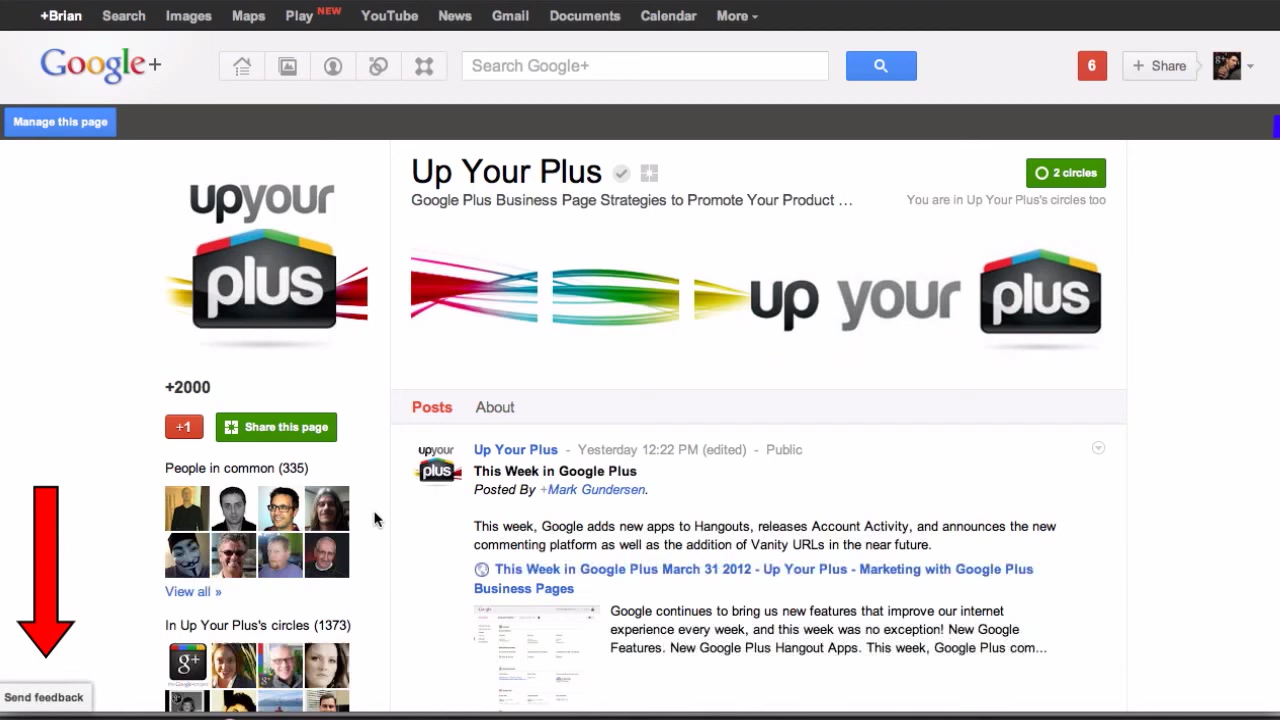 +Brian Search Images Maps Play NEW YouTube News Gmail Documents Calendar More
Google+
Search Google+
6
+ Share
Manage this page
upyour
plus
Up Your Plus
2 circles
Google Plus Business Page Strategies to Promote Your Product …
You are in Up Your Plus's circles too
up your plus
+2000
+1
Share this page
People in common (335)
View all »
In Up Your Plus's circles (1373)
g+
Send feedback
Posts About
upyour
plus
Up Your Plus - Yesterday 12:22 PM (edited) - Public
This Week in Google Plus
Posted By +Mark Gundersen.
This week, Google adds new apps to Hangouts, releases Account Activity, and announces the new
commenting platform as well as the addition of Vanity URLs in the near future.
This Week in Google Plus March 31 2012 - Up Your Plus - Marketing with Google Plus
Business Pages
Google continues to bring us new features that improve our internet
experience every week, and this week was no exception! New Google
Features. New Google Plus Hangout Apps. This week, Google Plus com...